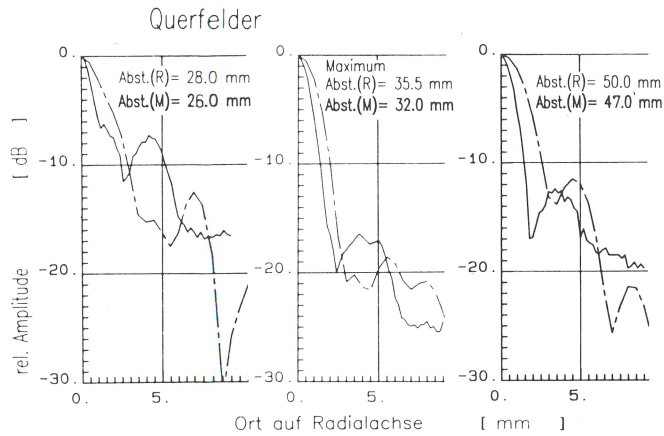 Querfelder
rel. Amplitude [ dB ]
0.
-10.
-20.
-30.
Abst.(R)= 28.0 mm
Abst.(M)= 26.0 mm
0.
5.
0.
-10.
-20.
-30.
Maximum
Abst.(R)= 35.5 mm
Abst.(M)= 32.0 mm
0.
5.
0.
-10.
-20.
-30.
Abst.(R)= 50.0 mm
Abst.(M)= 47.0 mm
0.
5.
Ort auf Radialachse [ mm ]